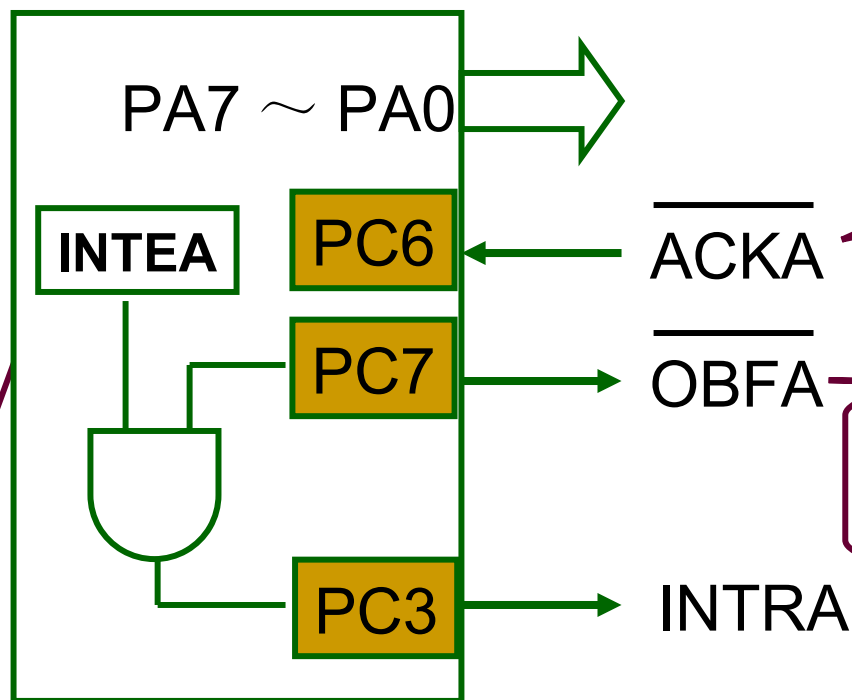 PA7 ～ PA0
PC6
INTEA
ACKA
PC7
OBFA
PC3
INTRA